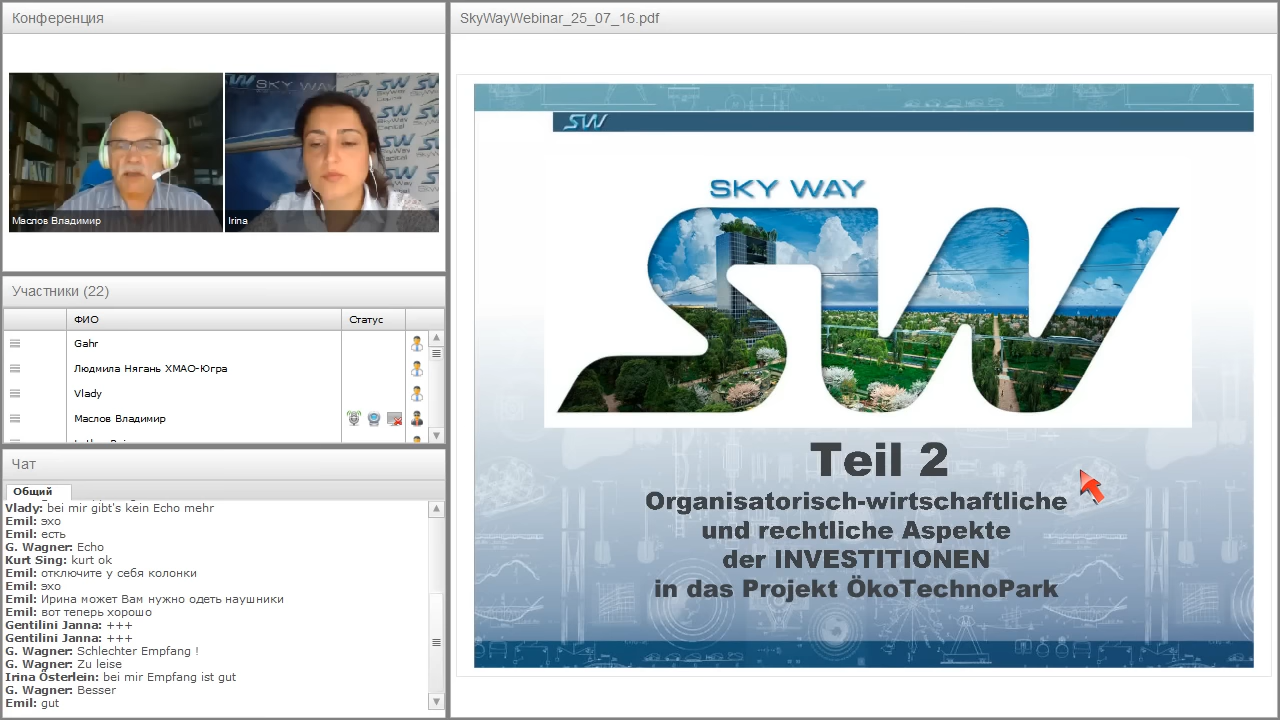 Конференция
Маслов Владимир
Irina
Участники (22)
ФИО
Статус
Gahr
Людмила Нягань ХМАО-Югра
Vlady
Маслов Владимир
Чат
Общий
Vlady: bei mir gibt's kein Echo mehr
Emil: эхо
Emil: есть
G. Wagner: Echo
Kurt Sing: kurt ok
Emil: отключите у себя колонки
Emil: эхо
Emil: Ирина может Вам нужно одеть наушники
Emil: вот теперь хорошо
Gentilini Janna: +++
Gentilini Janna: +++
G. Wagner: Schlechter Empfang !
G. Wagner: Zu leise
Irina Österlein: bei mir Empfang ist gut
G. Wagner: Besser
Emil: gut
SkyWayWebinar_25_07_16.pdf
SW
SKY WAY
SW
Teil 2
Organisatorisch-wirtschaftliche
und rechtliche Aspekte
der INVESTITIONEN
in das Projekt ÖkoTechnoPark